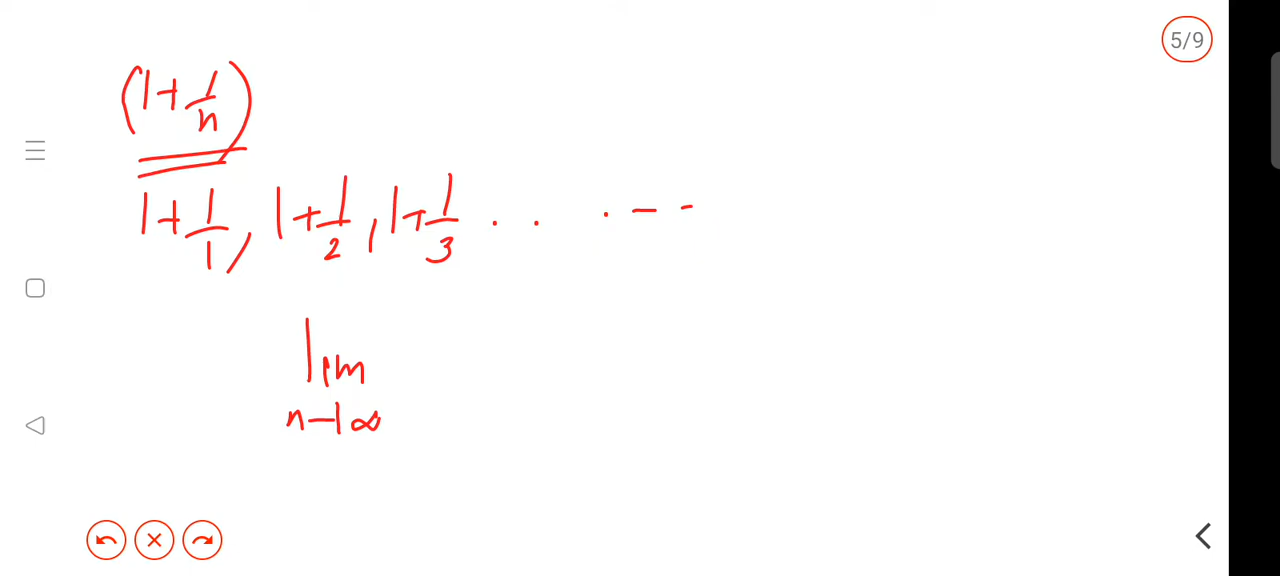 5/9
(1+1/n)
1+1/1, 1+1/2, 1+1/3 . . . - -
lim
n→∞